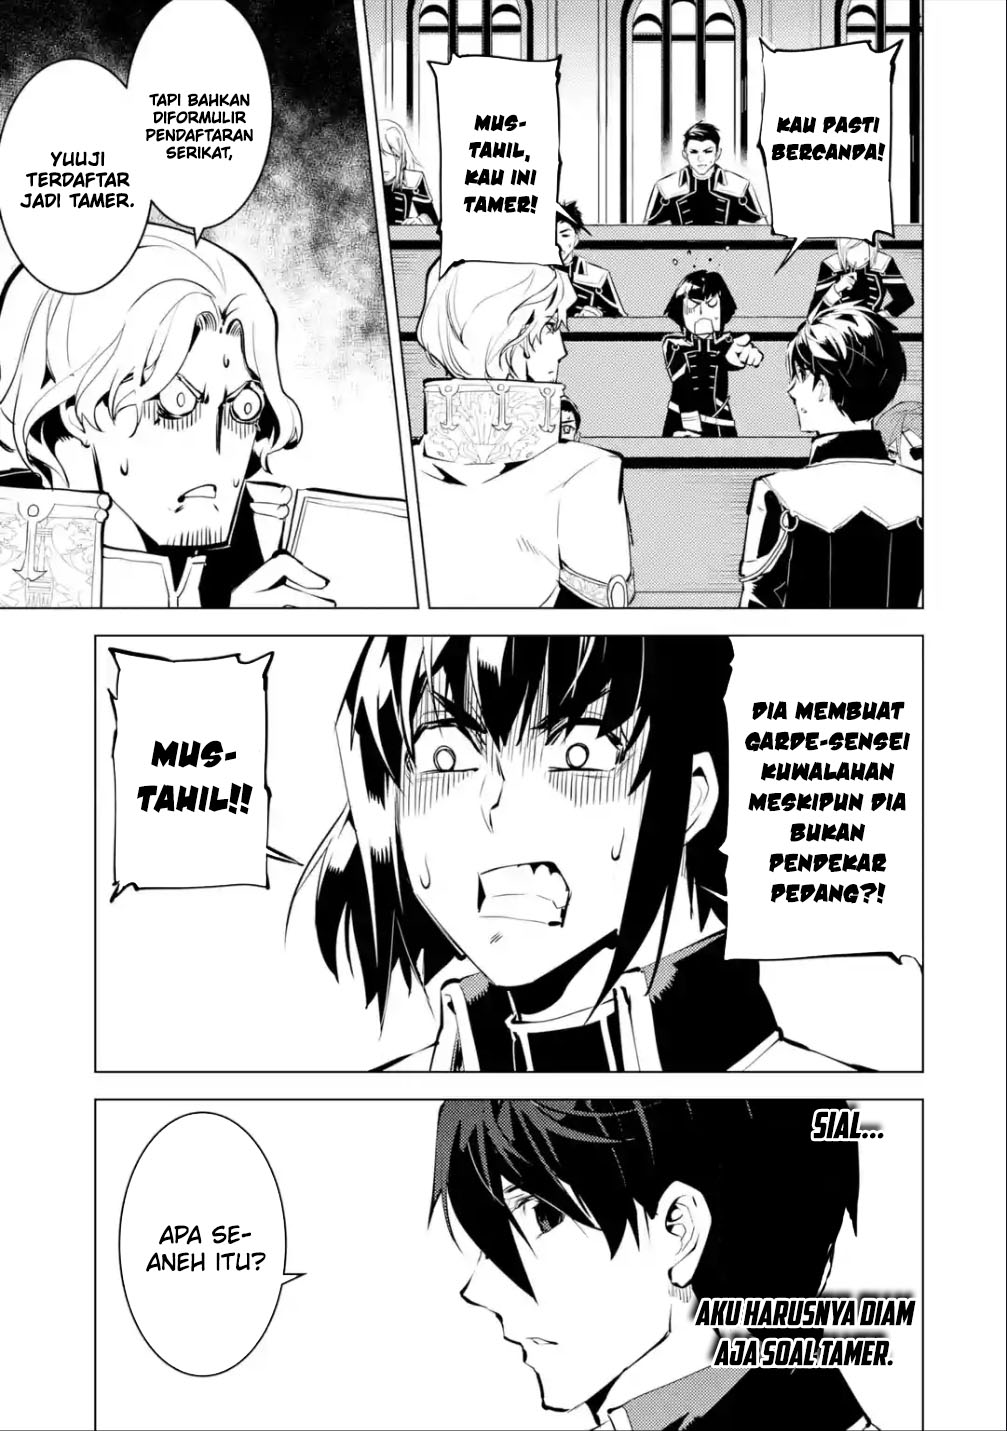 KAU PASTI
BERCANDA!
MUS-
TAHIL,
KAU INI
TAMER!
TAPI BAHKAN
DIFORMULIR
PENDAFTARAN
SERIKAT,
YUUJI
TERDAFTAR
JADI TAMER.
DIA MEMBUAT
GARDE-SENSEI
KUWALAHAN
MESKIPUN DIA
BUKAN
PENDEKAR
PEDANG?!
MUS-
TAHIL!!
SIAL...
AKU HARUSNYA DIAM
AJA SOAL TAMER.
APA SE-
ANEH ITU?